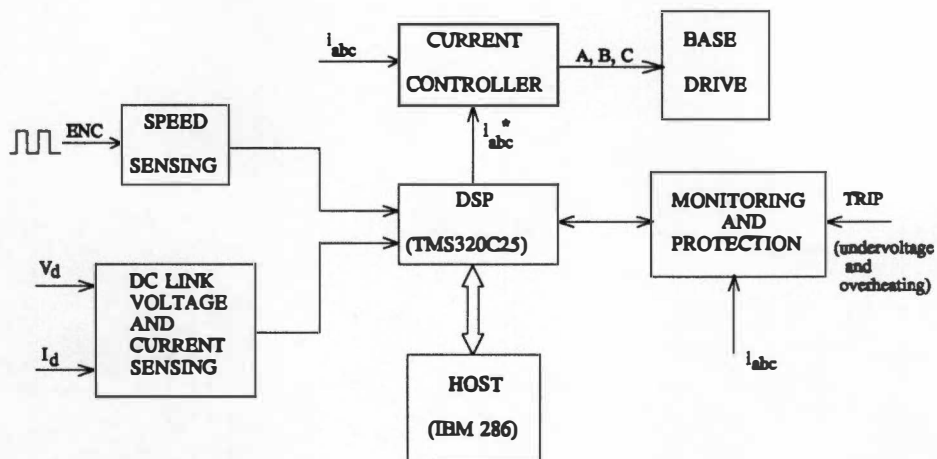 i_abc
CURRENT
CONTROLLER
A, B, C
BASE
DRIVE
ENC
SPEED
SENSING
i_abc*
DSP
(TMS320C25)
MONITORING
AND
PROTECTION
TRIP
(undervoltage
and
overheating)
V_d
I_d
DC LINK
VOLTAGE
AND
CURRENT
SENSING
i_abc
HOST
(IBM 286)